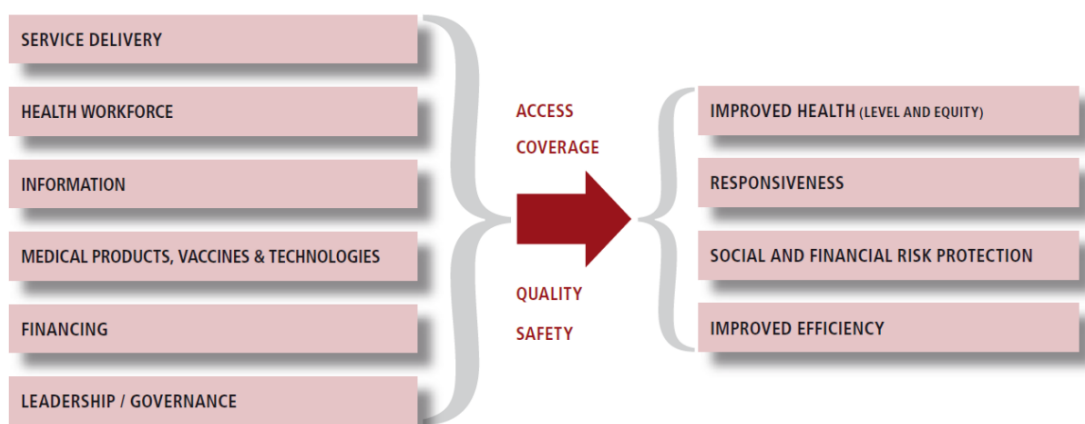 SERVICE DELIVERY
HEALTH WORKFORCE
INFORMATION
MEDICAL PRODUCTS, VACCINES & TECHNOLOGIES
FINANCING
LEADERSHIP / GOVERNANCE
ACCESS
COVERAGE
QUALITY
SAFETY
IMPROVED HEALTH (LEVEL AND EQUITY)
RESPONSIVENESS
SOCIAL AND FINANCIAL RISK PROTECTION
IMPROVED EFFICIENCY